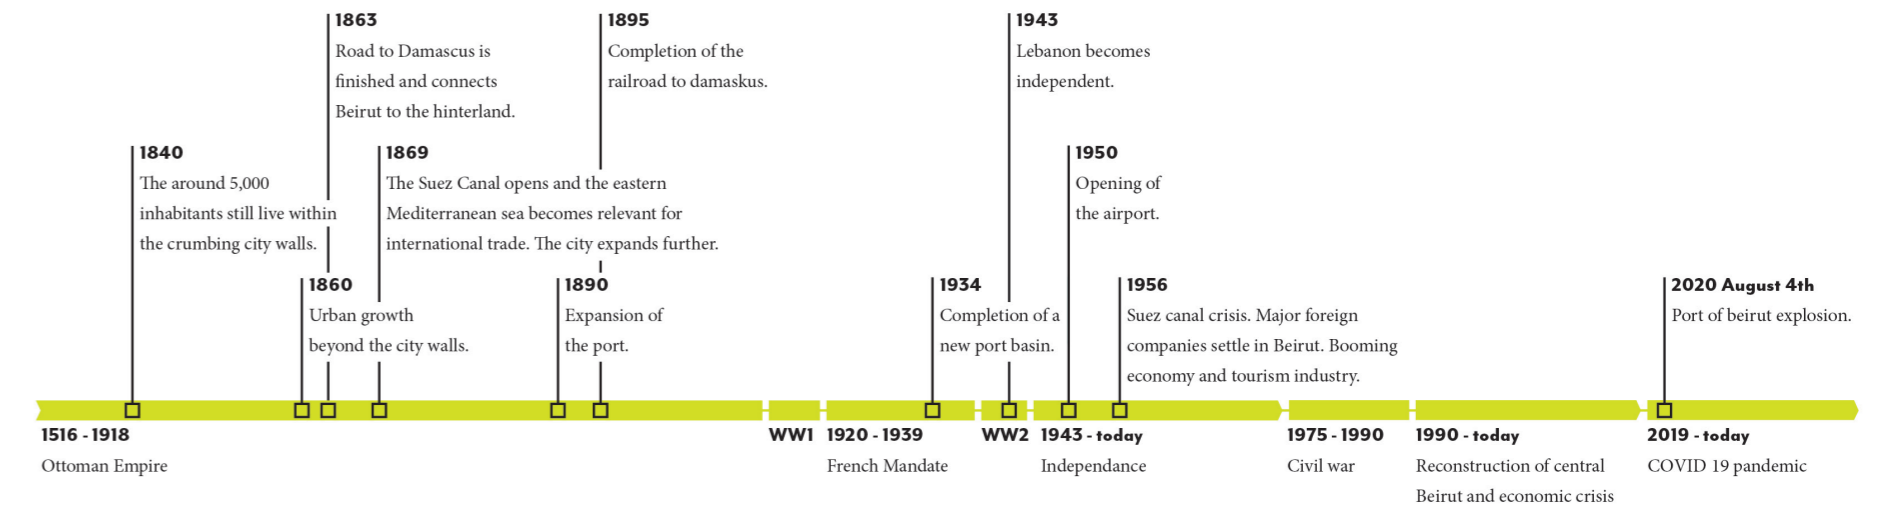 1863
Road to Damascus is
finished and connects
Beirut to the hinterland.
1895
Completion of the
railroad to damaskus.
1943
Lebanon becomes
independent.
1840
The around 5,000
inhabitants still live within
the crumbing city walls.
1869
The Suez Canal opens and the eastern
Mediterranean sea becomes relevant for
international trade. The city expands further.
1950
Opening of
the airport.
1860
Urban growth
beyond the city walls.
1890
Expansion of
the port.
1934
Completion of a
new port basin.
1956
Suez canal crisis. Major foreign
companies settle in Beirut. Booming
economy and tourism industry.
2020 August 4th
Port of beirut explosion.
1516 - 1918
Ottoman Empire
WW1
1920 - 1939
French Mandate
WW2
1943 - today
Independance
1975 - 1990
Civil war
1990 - today
Reconstruction of central
Beirut and economic crisis
2019 - today
COVID 19 pandemic